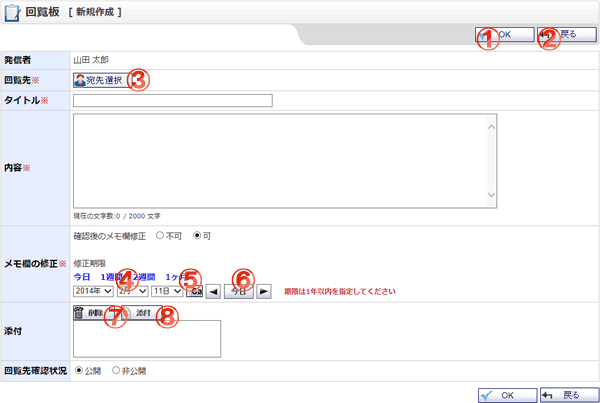 回覧板 [ 新規作成 ]
① OK ② 戻る
発信者 山田 太郎
回覧先※ 宛先選択 ③
タイトル※
内容※
現在の文字数:0 / 2000 文字
メモ欄の修正※
確認後のメモ欄修正 不可 可
修正期限
今日 1週間 2週間 1ヶ月
④ ⑤ ⑥
2014年 2月 11日 今日 期限は1年以内を指定してください
添付
削除 ⑦ 添付 ⑧
回覧先確認状況 公開 非公開
OK 戻る